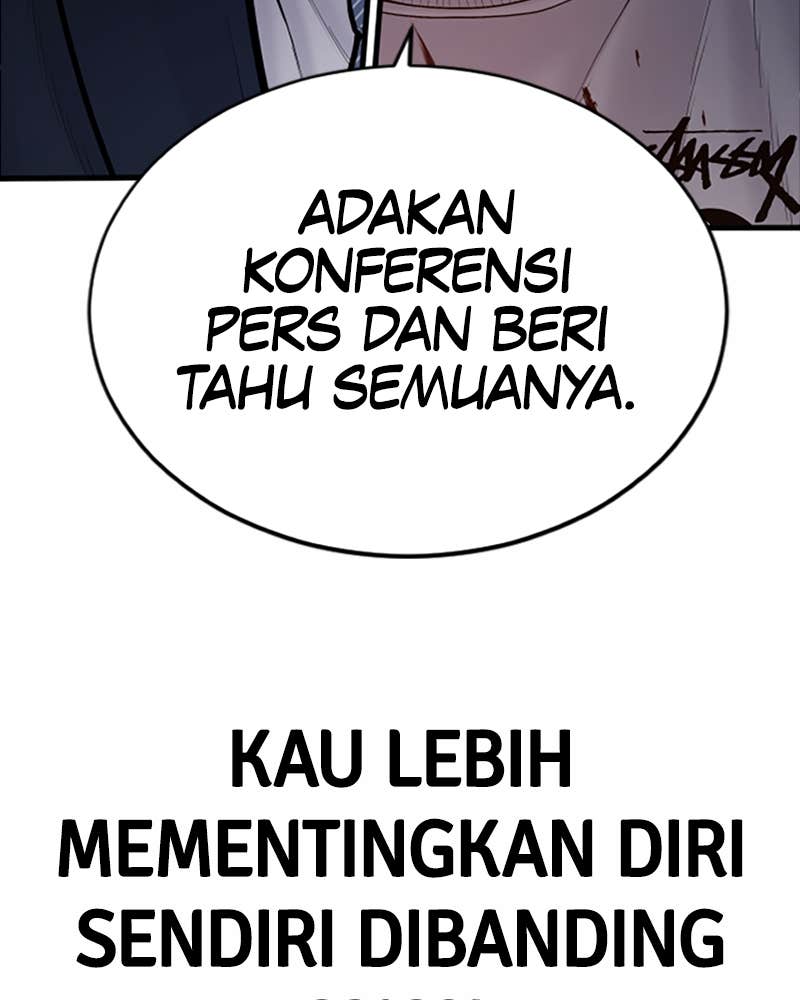 ADAKAN
KONFERENSI
PERS DAN BERI
TAHU SEMUANYA.
KAU LEBIH
MEMENTINGKAN DIRI
SENDIRI DIBANDING